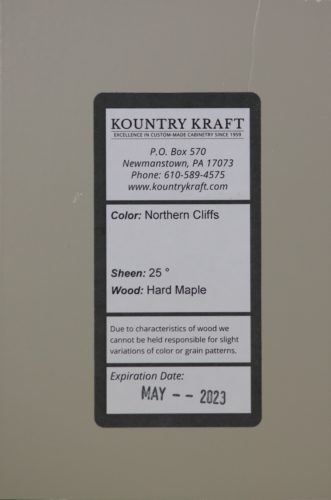 KOUNTRY KRAFT
EXCELLENCE IN CUSTOM-MADE CABINETRY SINCE 1959
P.O. Box 570
Newmanstown, PA 17073
Phone: 610-589-4575
www.kountrykraft.com
Color: Northern Cliffs
Sheen: 25 °
Wood: Hard Maple
Due to characteristics of wood we
cannot be held responsible for slight
variations of color or grain patterns.
Expiration Date:
MAY -- 2023